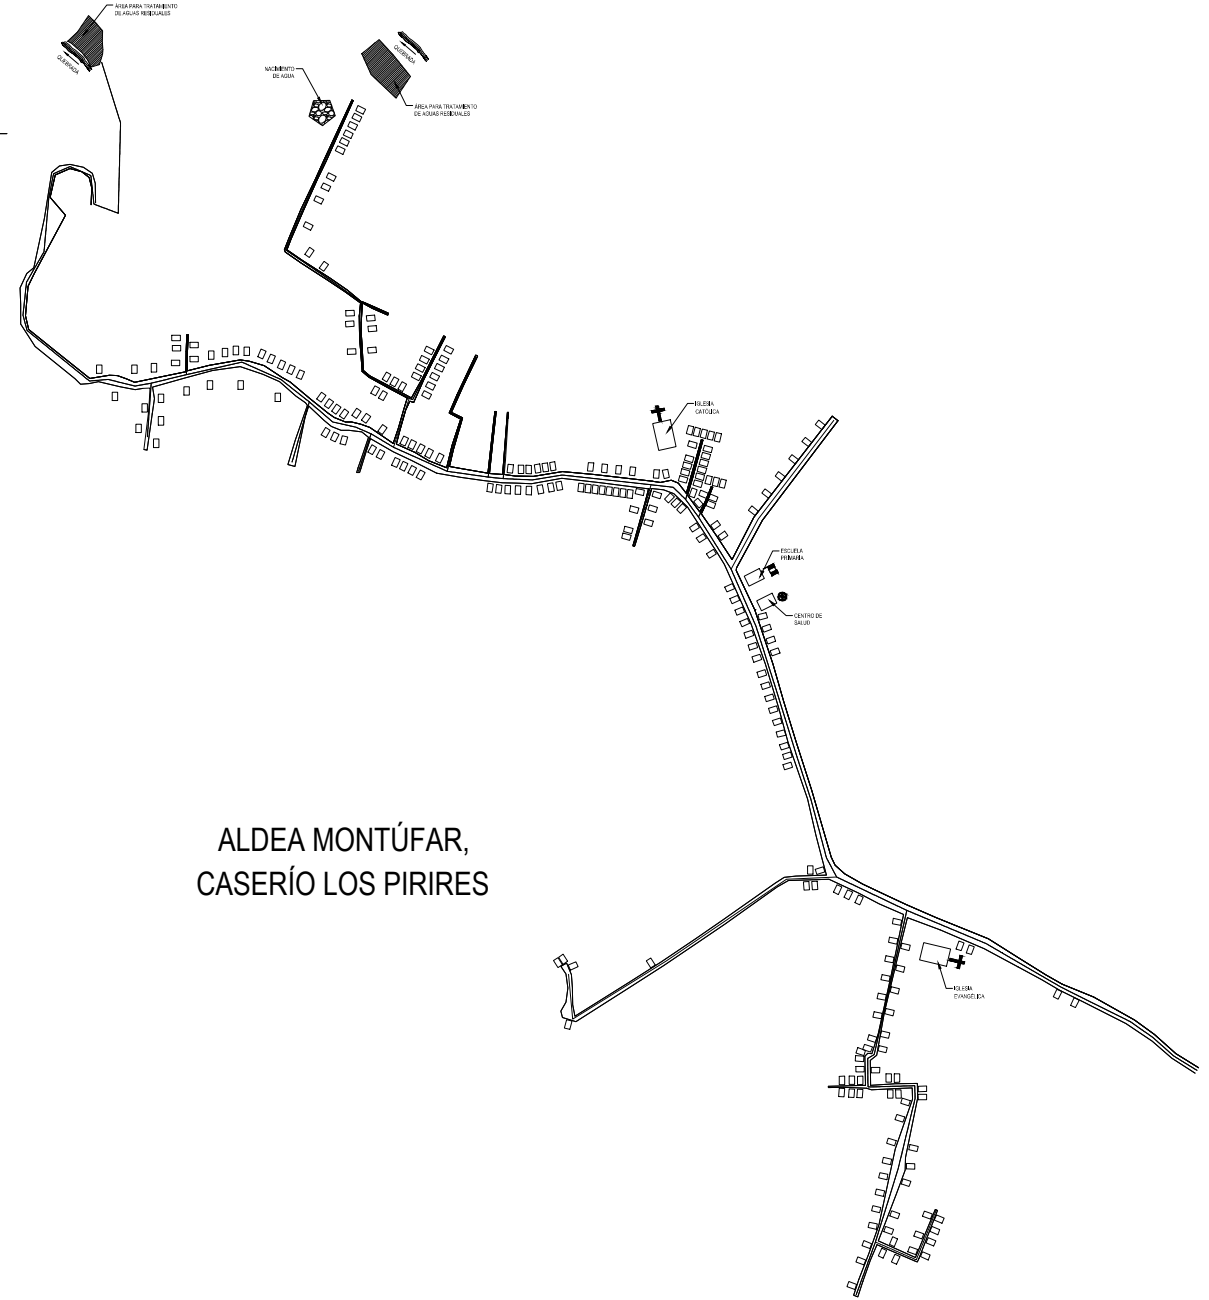 ÁREA PARA TRATAMIENTO
DE AGUAS RESIDUALES
QUEBRADA
QUEBRADA
NACIMIENTO
DE AGUA
ÁREA PARA TRATAMIENTO
DE AGUAS RESIDUALES
IGLESIA
CATÓLICA
ESCUELA
PRIMARIA
CENTRO DE
SALUD
ALDEA MONTÚFAR,
CASERÍO LOS PIRIRES
IGLESIA
EVANGÉLICA